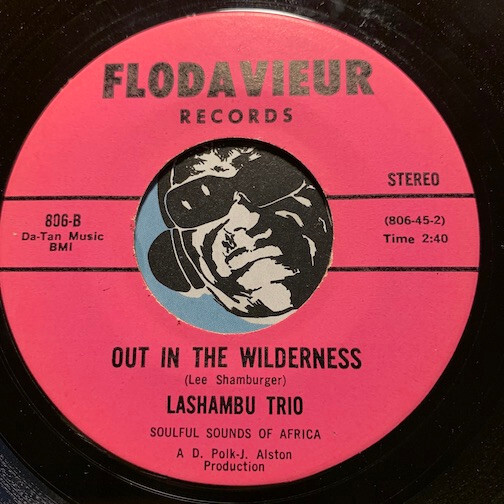 FLODAVIEUR
RECORDS
STEREO
806-B
Da-Tan Music
BMI
(806-45-2)
Time 2:40
OUT IN THE WILDERNESS
(Lee Shamburger)
LASHAMBU TRIO
SOULFUL SOUNDS OF AFRICA
A D. Polk-J. Alston
Production